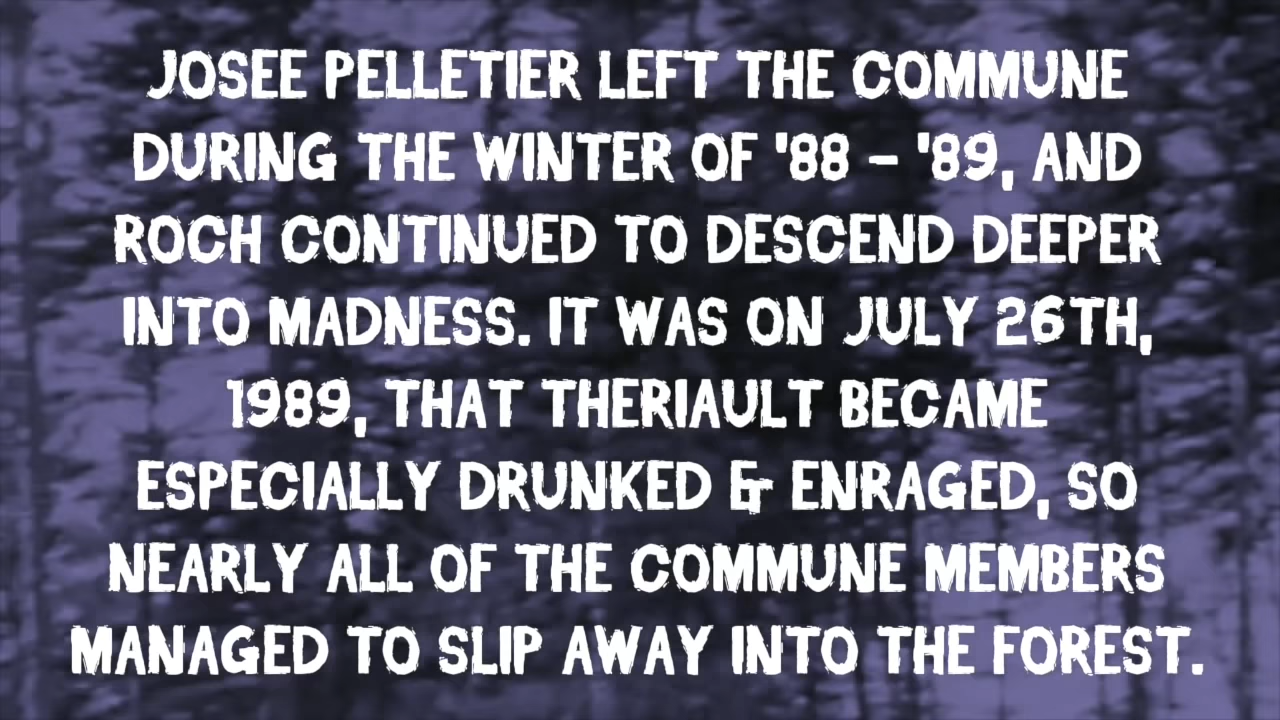 JOSEE PELLETIER LEFT THE COMMUNE
DURING THE WINTER OF '88 – '89, AND
ROCH CONTINUED TO DESCEND DEEPER
INTO MADNESS. IT WAS ON JULY 26TH,
1989, THAT THERIAULT BECAME
ESPECIALLY DRUNKED & ENRAGED, SO
NEARLY ALL OF THE COMMUNE MEMBERS
MANAGED TO SLIP AWAY INTO THE FOREST.